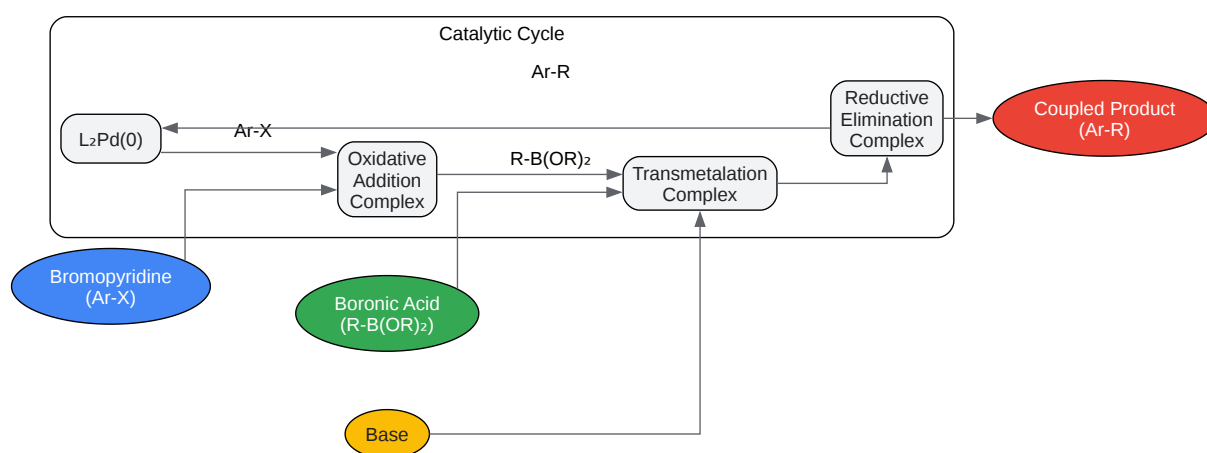 Catalytic Cycle
Ar-R
L₂Pd(0)
Ar-X
Oxidative
Addition
Complex
R-B(OR)₂
Transmetalation
Complex
Reductive
Elimination
Complex
Coupled Product
(Ar-R)
Bromopyridine
(Ar-X)
Boronic Acid
(R-B(OR)₂)
Base